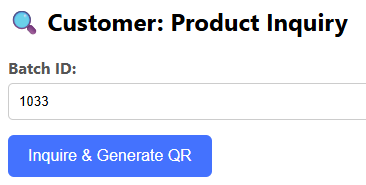 Customer: Product Inquiry
Batch ID:
1033
Inquire & Generate QR